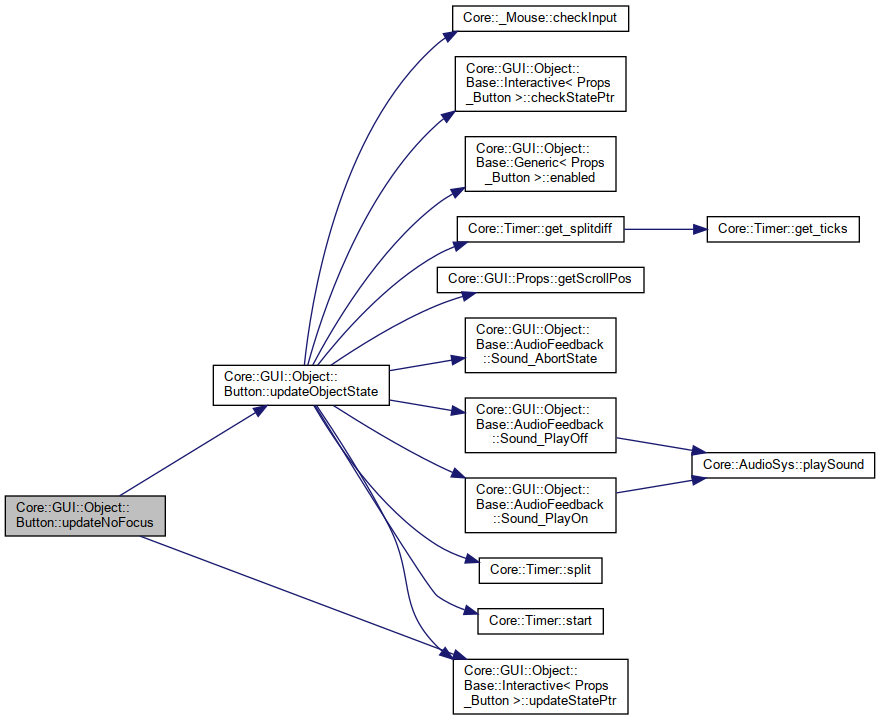 Core::_Mouse::checkInput
Core::GUI::Object::
Base::Interactive< Props
_Button >::checkStatePtr
Core::GUI::Object::
Base::Generic< Props
_Button >::enabled
Core::Timer::get_splitdiff
Core::Timer::get_ticks
Core::GUI::Props::getScrollPos
Core::GUI::Object::
Base::AudioFeedback
::Sound_AbortState
Core::GUI::Object::
Button::updateObjectState
Core::GUI::Object::
Base::AudioFeedback
::Sound_PlayOff
Core::AudioSys::playSound
Core::GUI::Object::
Base::AudioFeedback
::Sound_PlayOn
Core::GUI::Object::
Button::updateNoFocus
Core::Timer::split
Core::Timer::start
Core::GUI::Object::
Base::Interactive< Props
_Button >::updateStatePtr